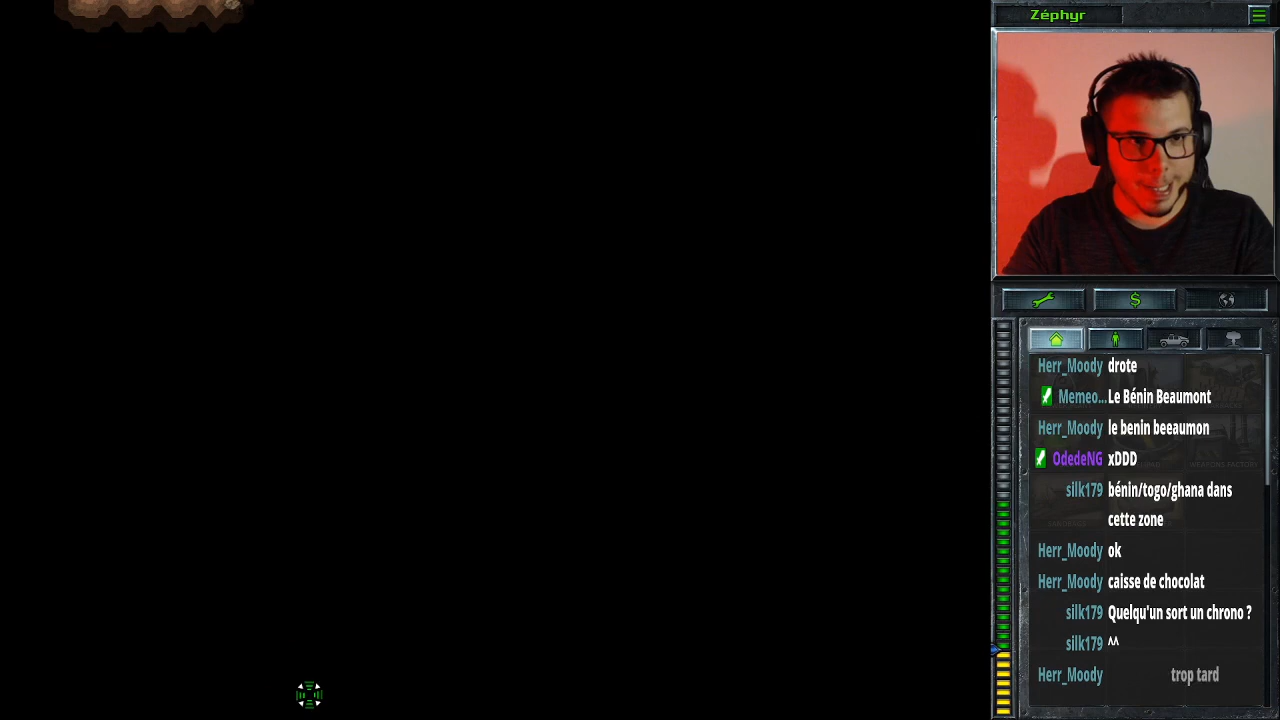 Zéphyr
$
Herr_Moody drote
Memeo... Le Bénin Beaumont
Herr_Moody le benin beeaumon
OdedeNG xDDD
silk179 bénin/togo/ghana dans
cette zone
Herr_Moody ok
Herr_Moody caisse de chocolat
silk179 Quelqu'un sort un chrono ?
silk179 ^^
Herr_Moody trop tard